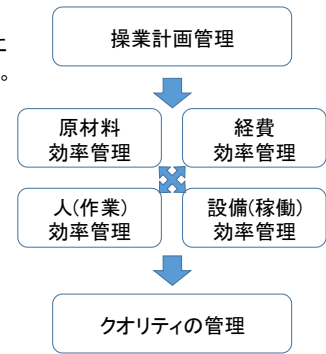 に
。
操業計画管理
原材料
効率管理
経費
効率管理
人(作業)
効率管理
設備(稼働)
効率管理
クオリティの管理